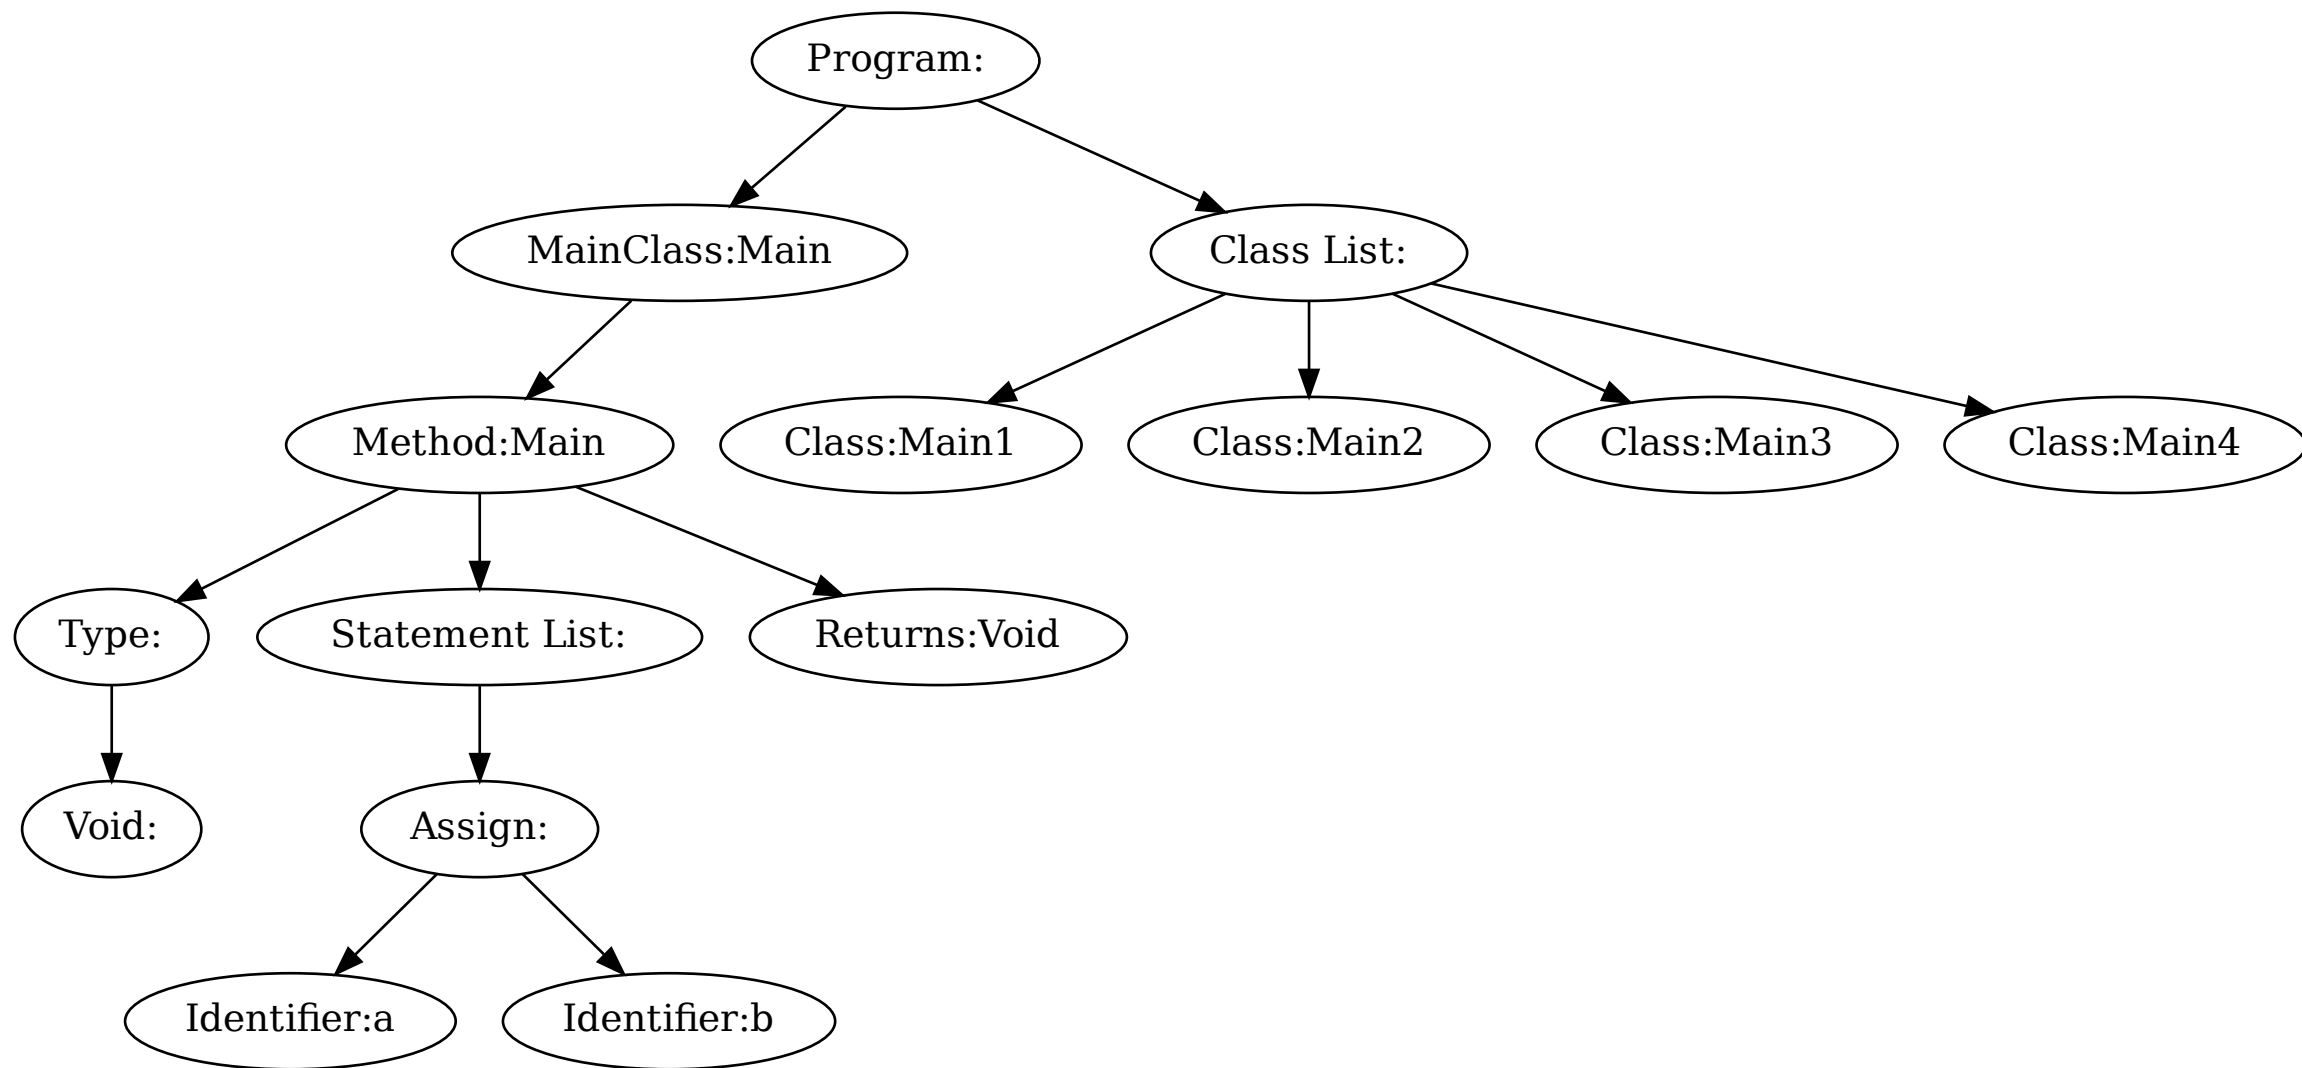 Program:
MainClass:Main
Class List:
Method:Main
Class:Main1
Class:Main2
Class:Main3
Class:Main4
Type:
Statement List:
Returns:Void
Void:
Assign:
Identifier:a
Identifier:b